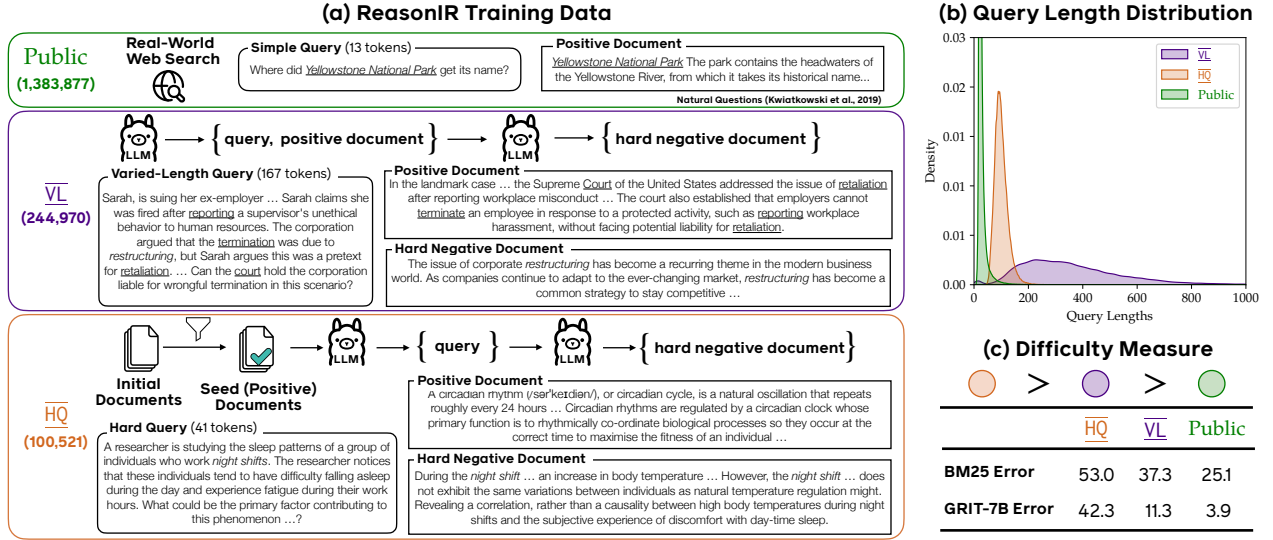 (a) ReasonIR Training Data
Public
(1,383,877)
Real-World
Web Search
Simple Query (13 tokens)
Where did Yellowstone National Park get its name?
Positive Document
Yellowstone National Park The park contains the headwaters of
the Yellowstone River, from which it takes its historical name...
Natural Questions (Kwiatkowski et al., 2019)
VL
(244,970)
LLM
{query, positive document}
LLM
{hard negative document}
Varied-Length Query (167 tokens)
Sarah, is suing her ex-employer ... Sarah claims she
was fired after reporting a supervisor's unethical
behavior to human resources. The corporation
argued that the termination was due to
restructuring, but Sarah argues this was a pretext
for retaliation. ... Can the court hold the corporation
liable for wrongful termination in this scenario?
Positive Document
In the landmark case ... the Supreme Court of the United States addressed the issue of retaliation
after reporting workplace misconduct ... The court also established that employers cannot
terminate an employee in response to a protected activity, such as reporting workplace
harassment, without facing potential liability for retaliation.
Hard Negative Document
The issue of corporate restructuring has become a recurring theme in the modern business
world. As companies continue to adapt to the ever-changing market, restructuring has become a
common strategy to stay competitive ...
HQ
(100,521)
Initial
Documents
Seed (Positive)
Documents
LLM
{query}
LLM
{hard negative document}
Hard Query (41 tokens)
A researcher is studying the sleep patterns of a group of
individuals who work night shifts. The researcher notices
that these individuals tend to have difficulty falling asleep
during the day and experience fatigue during their work
hours. What could be the primary factor contributing to
this phenomenon ...?
Positive Document
A circadian rhythm (/sərˈkeɪdiən/), or circadian cycle, is a natural oscillation that repeats
roughly every 24 hours ... Circadian rhythms are regulated by a circadian clock whose
primary function is to rhythmically co-ordinate biological processes so they occur at the
correct time to maximise the fitness of an individual ...
Hard Negative Document
During the night shift ... an increase in body temperature ... However, the night shift ... does
not exhibit the same variations between individuals as natural temperature regulation might.
Revealing a correlation, rather than a causality between high body temperatures during night
shifts and the subjective experience of discomfort with day-time sleep.
(b) Query Length Distribution
0.03
0.02
0.01
0.01
0.01
0.00
Density
VL
HQ
Public
0 200 400 600 800 1000
Query Lengths
(c) Difficulty Measure
> >
HQ VL Public
BM25 Error 53.0 37.3 25.1
GRIT-7B Error 42.3 11.3 3.9